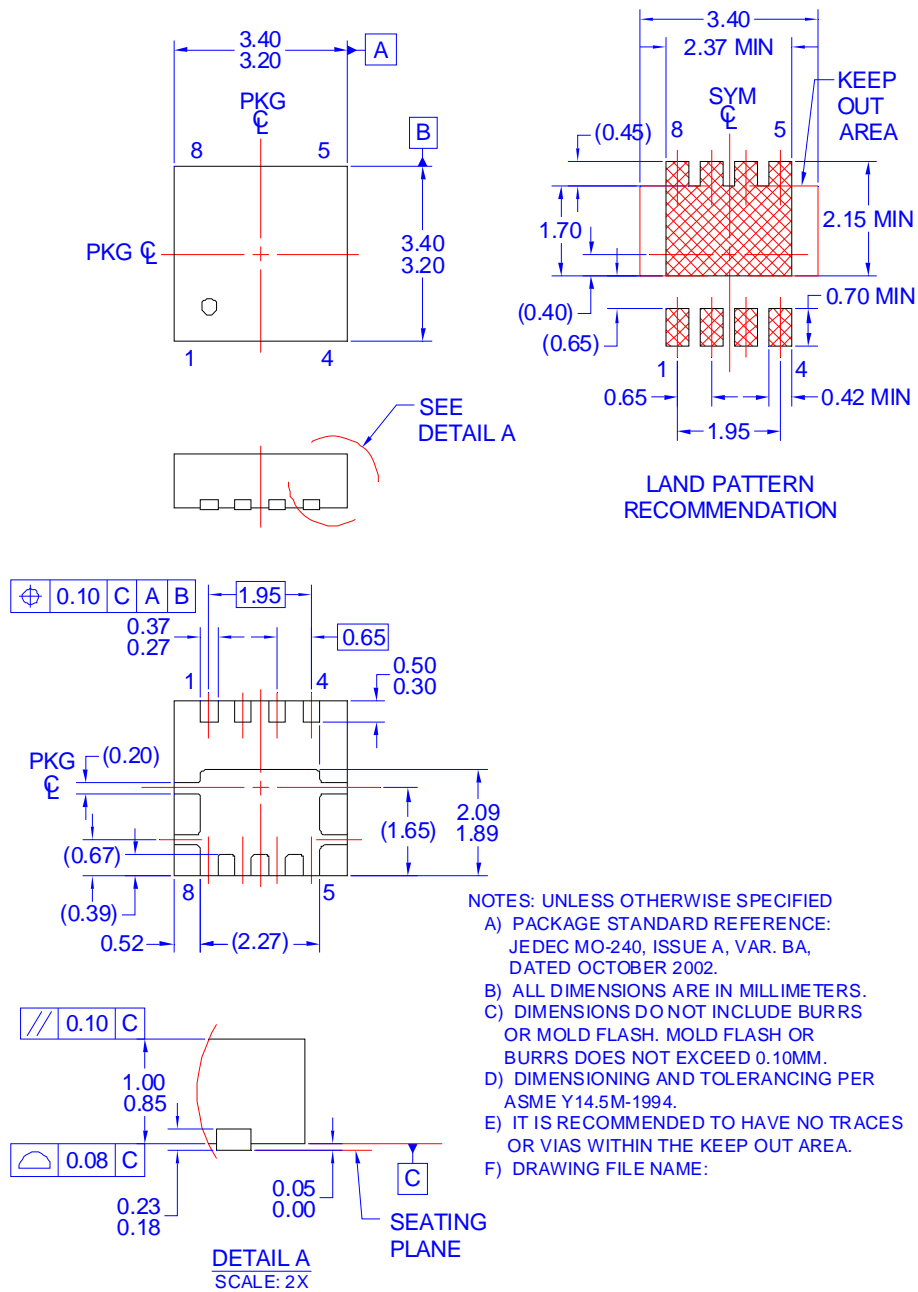 3.40
3.20
A
PKG
℄
B
8 5
PKG ℄
3.40
3.20
1 4
SEE
DETAIL A
3.40
2.37 MIN
KEEP
OUT
AREA
SYM
℄
(0.45)
8 5
1.70
2.15 MIN
(0.40)
(0.65)
0.70 MIN
1 4
0.65
0.42 MIN
1.95
LAND PATTERN
RECOMMENDATION
⌖ 0.10 C A B
1.95
0.37
0.27
0.65
1 4
0.50
0.30
PKG
℄
(0.20)
2.09
1.89
(1.65)
(0.67)
(0.39)
8 5
0.52
(2.27)
NOTES: UNLESS OTHERWISE SPECIFIED
A) PACKAGE STANDARD REFERENCE:
JEDEC MO-240, ISSUE A, VAR. BA,
DATED OCTOBER 2002.
B) ALL DIMENSIONS ARE IN MILLIMETERS.
C) DIMENSIONS DO NOT INCLUDE BURRS
OR MOLD FLASH. MOLD FLASH OR
BURRS DOES NOT EXCEED 0.10MM.
D) DIMENSIONING AND TOLERANCING PER
ASME Y14.5M-1994.
E) IT IS RECOMMENDED TO HAVE NO TRACES
OR VIAS WITHIN THE KEEP OUT AREA.
F) DRAWING FILE NAME:
// 0.10 C
1.00
0.85
⌓ 0.08 C
0.23
0.18
0.05
0.00
C
SEATING
PLANE
DETAIL A
SCALE: 2X